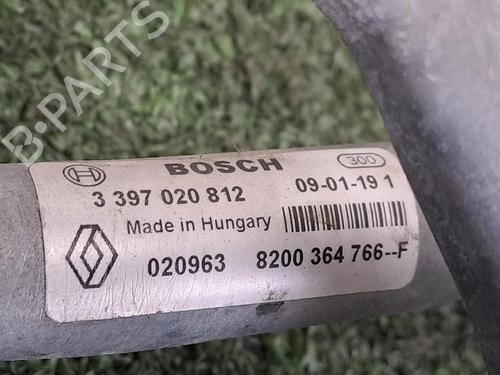 B-PARTS
BOSCH 300
3 397 020 812 09-01-19 1
Made in Hungary
020963 8200 364 766--F